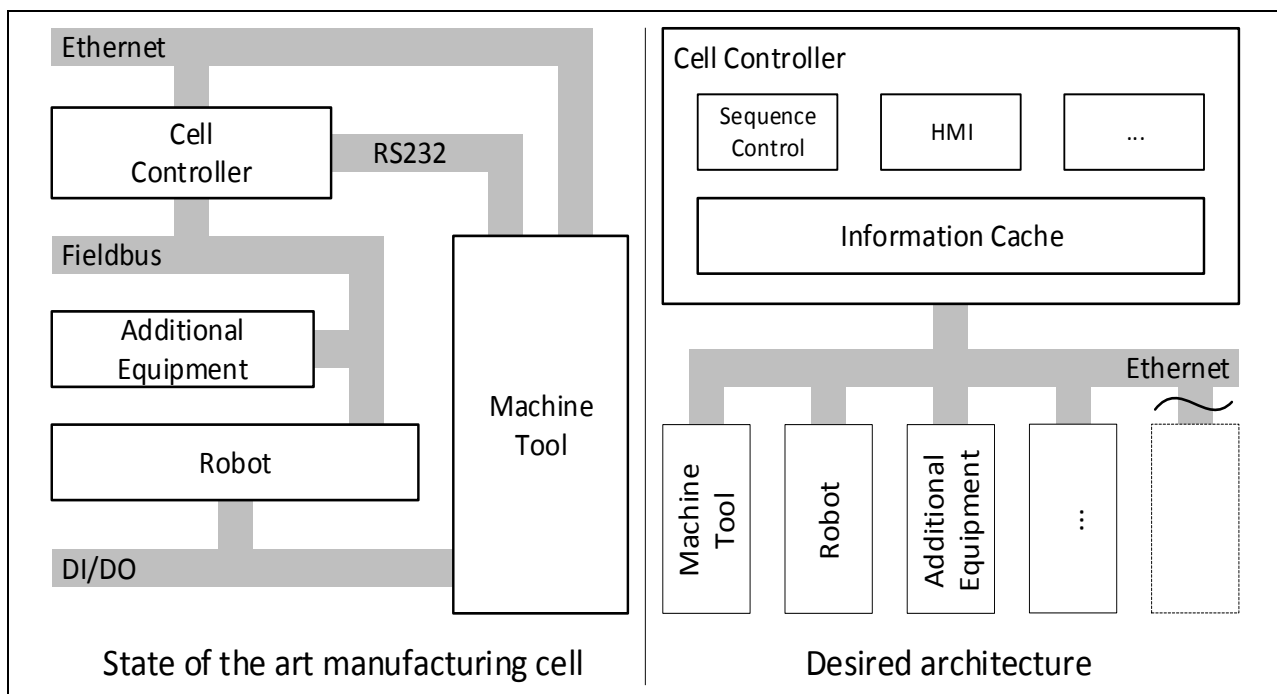 Ethernet
Cell
Controller
RS232
Fieldbus
Additional
Equipment
Robot
Machine
Tool
DI/DO
State of the art manufacturing cell
Cell Controller
Sequence
Control
HMI
...
Information Cache
Ethernet
Machine
Tool
Robot
Additional
Equipment
...
Desired architecture